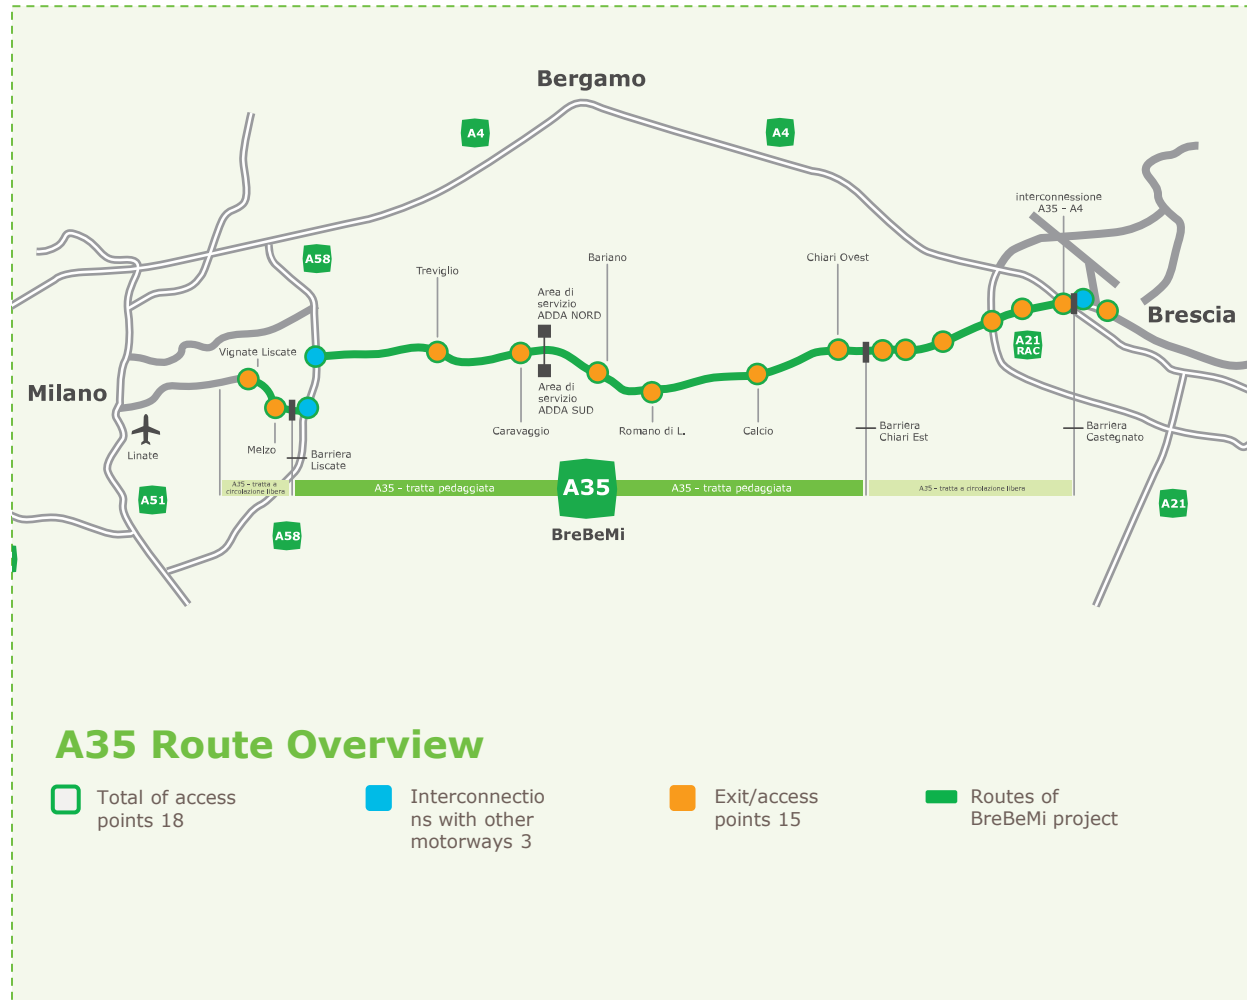 Bergamo
A4
A4
interconnessione
A35 – A4
A58
Bariano
Chiari Ovest
Treviglio
Area di
servizio
ADDA NORD
Brescia
A21
RAC
Vignate Liscate
Milano
Area di
servizio
ADDA SUD
Linate
Melzo
Barriera
Liscate
Caravaggio
Romano di L.
Calcio
Barriera
Chiari Est
Barriera
Castegnato
A35 – tratta a
circolazione libera
A35 – tratta pedaggiata
A35
A35 – tratta pedaggiata
A35 – tratta a circolazione libera
A51
A58
BreBeMi
A21
A35 Route Overview
Total of access
points 18
Interconnectio
ns with other
motorways 3
Exit/access
points 15
Routes of
BreBeMi project